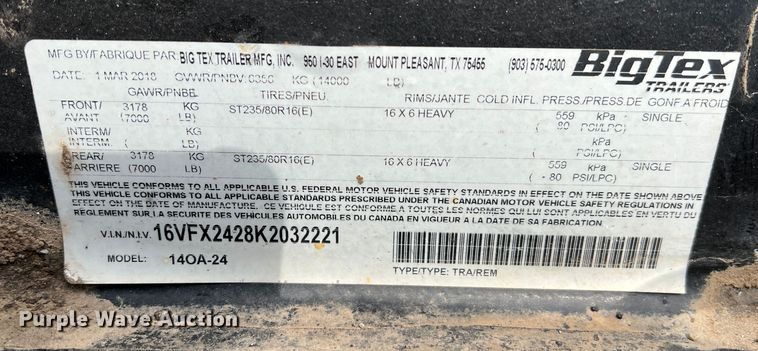 MFG BY/FABRIQUE PAR: BIG TEX TRAILER MFG, INC. 950 I-30 EAST MOUNT PLEASANT, TX 75455 (903) 575-0300
BigTex
TRAILERS
DATE: 1 MAR 2018 GVWR/PNBV: 6350 KG (14000 LB)
GAWR/PNBE TIRES/PNEU RIMS/JANTE COLD INFL. PRESS./PRESS.DE GONF.A FROID
FRONT/ 3178 KG ST235/80R16(E) 16 X 6 HEAVY 559 kPa SINGLE
AVANT (7000 LB) ( 80 PSI/LPC)
INTERM/ KG kPa
INTERM. ( LB) ( PSI/LPC)
REAR/ 3178 KG ST235/80R16(E) 16 X 6 HEAVY 559 kPa SINGLE
ARRIERE (7000 LB) ( 80 PSI/LPC)
THIS VEHICLE CONFORMS TO ALL APPLICABLE U.S. FEDERAL MOTOR VEHICLE SAFETY STANDARDS IN EFFECT ON THE DATE SHOWN ABOVE
THIS VEHICLE CONFORMS TO ALL APPLICABLE STANDARDS PRESCRIBED UNDER THE CANADIAN MOTOR VEHICLE SAFETY REGULATIONS IN
EFFECT ON THE DATE OF MANUFACTURE. CE VEHICULE EST CONFORME A TOUTES LES NORMES QUI LUI SONT APPLICABLES EN VERTU DU
REGLEMENT SUR LA SECURITE DES VEHICULES AUTOMOBILES DU CANADA EN VIGUEUR A LA DATE DE SA FABRICATION
V.I.N./N.I.V. 16VFX2428K2032221
MODEL: 14OA-24
TYPE/TYPE: TRA/REM
Purple Wave Auction